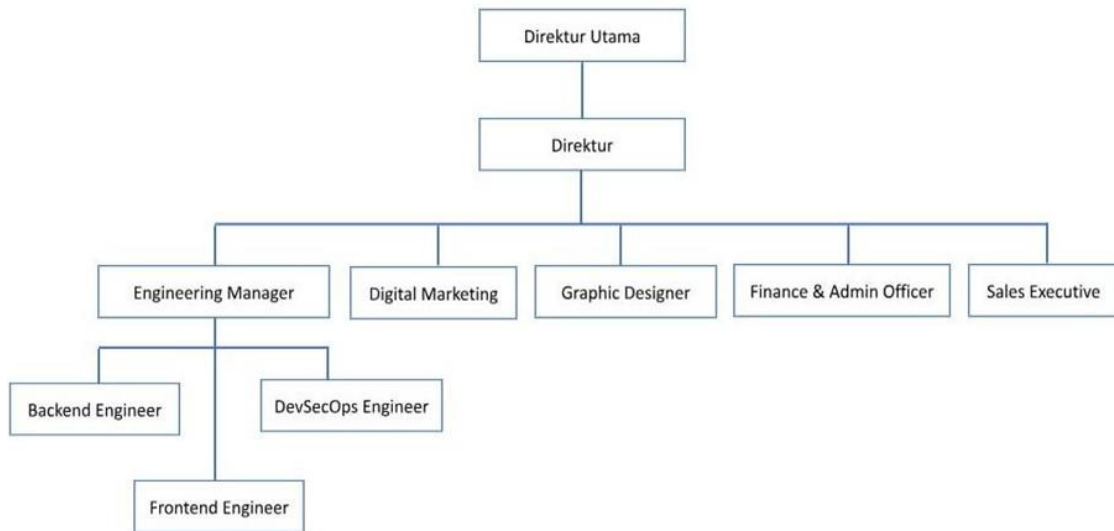 Direktur Utama
Direktur
Engineering Manager
Digital Marketing
Graphic Designer
Finance & Admin Officer
Sales Executive
Backend Engineer
DevSecOps Engineer
Frontend Engineer